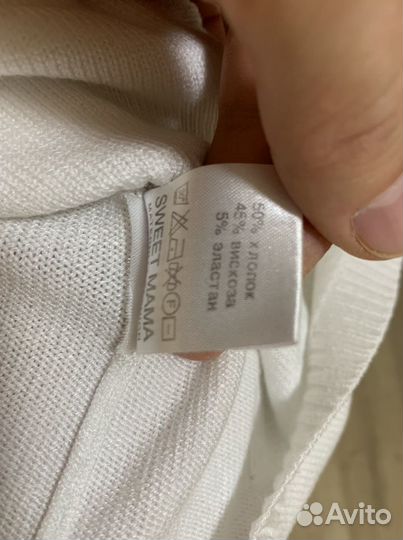 50% хлопок
45% вискоза
5% эластан
SWEET MAMA
F
Avito